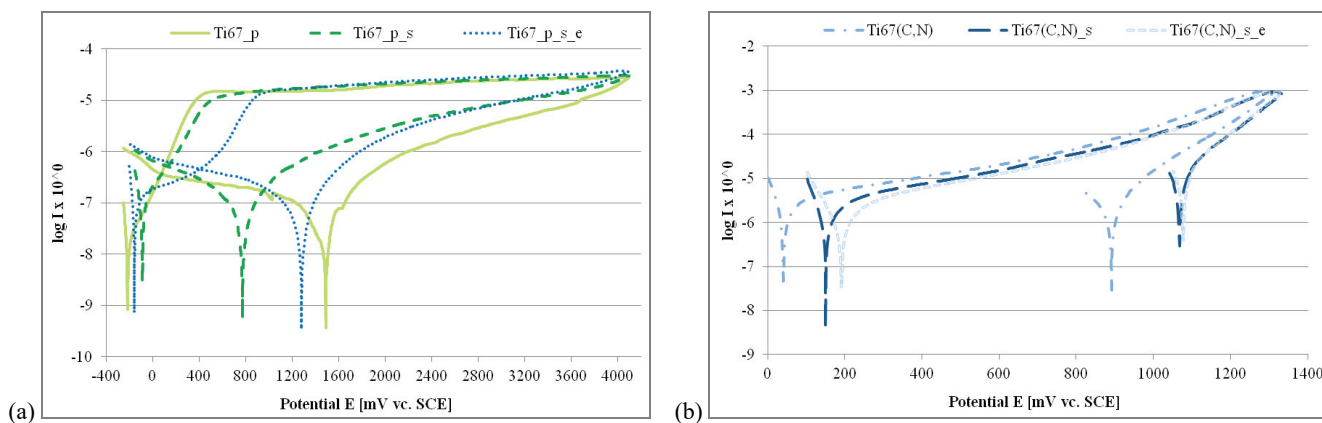 Ti67_p Ti67_p_s Ti67_p_s_e
-4
-5
-6
-7
-8
-9
-10
log I x 10^0
-400 0 400 800 1200 1600 2000 2400 2800 3200 3600 4000
Potential E [mV vc. SCE]
(a)
Ti67(C,N) Ti67(C,N)_s Ti67(C,N)_s_e
-2
-3
-4
-5
-6
-7
-8
-9
log I x 10^0
0 200 400 600 800 1000 1200 1400
Potential E [mV vc. SCE]
(b)